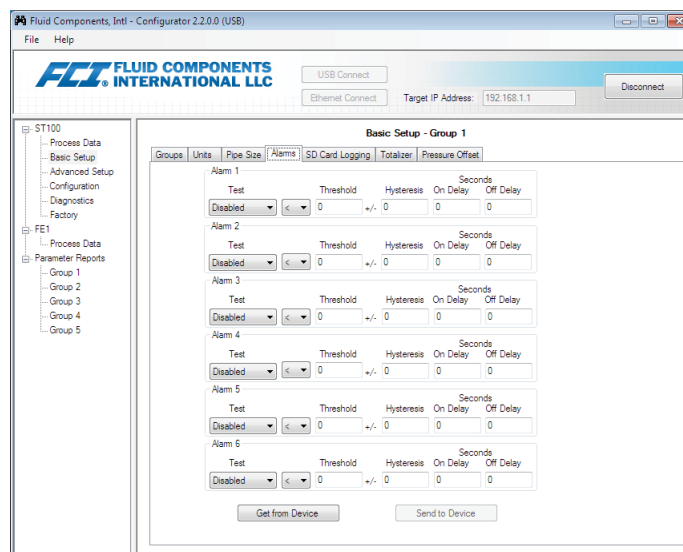 Fluid Components, Intl - Configurator 2.2.0.0 (USB)
File Help
FCI® FLUID COMPONENTS
INTERNATIONAL LLC
USB Connect
Ethernet Connect Target IP Address: 192.168.1.1
Disconnect
ST100
Process Data
Basic Setup
Advanced Setup
Configuration
Diagnostics
Factory
FE1
Process Data
Parameter Reports
Group 1
Group 2
Group 3
Group 4
Group 5
Basic Setup - Group 1
Groups Units Pipe Size Alarms SD Card Logging Totalizer Pressure Offset
Alarm 1
Seconds
Test Threshold Hysteresis On Delay Off Delay
Disabled < 0 +/- 0 0 0
Alarm 2
Seconds
Test Threshold Hysteresis On Delay Off Delay
Disabled < 0 +/- 0 0 0
Alarm 3
Seconds
Test Threshold Hysteresis On Delay Off Delay
Disabled < 0 +/- 0 0 0
Alarm 4
Seconds
Test Threshold Hysteresis On Delay Off Delay
Disabled < 0 +/- 0 0 0
Alarm 5
Seconds
Test Threshold Hysteresis On Delay Off Delay
Disabled < 0 +/- 0 0 0
Alarm 6
Seconds
Test Threshold Hysteresis On Delay Off Delay
Disabled < 0 +/- 0 0 0
Get from Device Send to Device